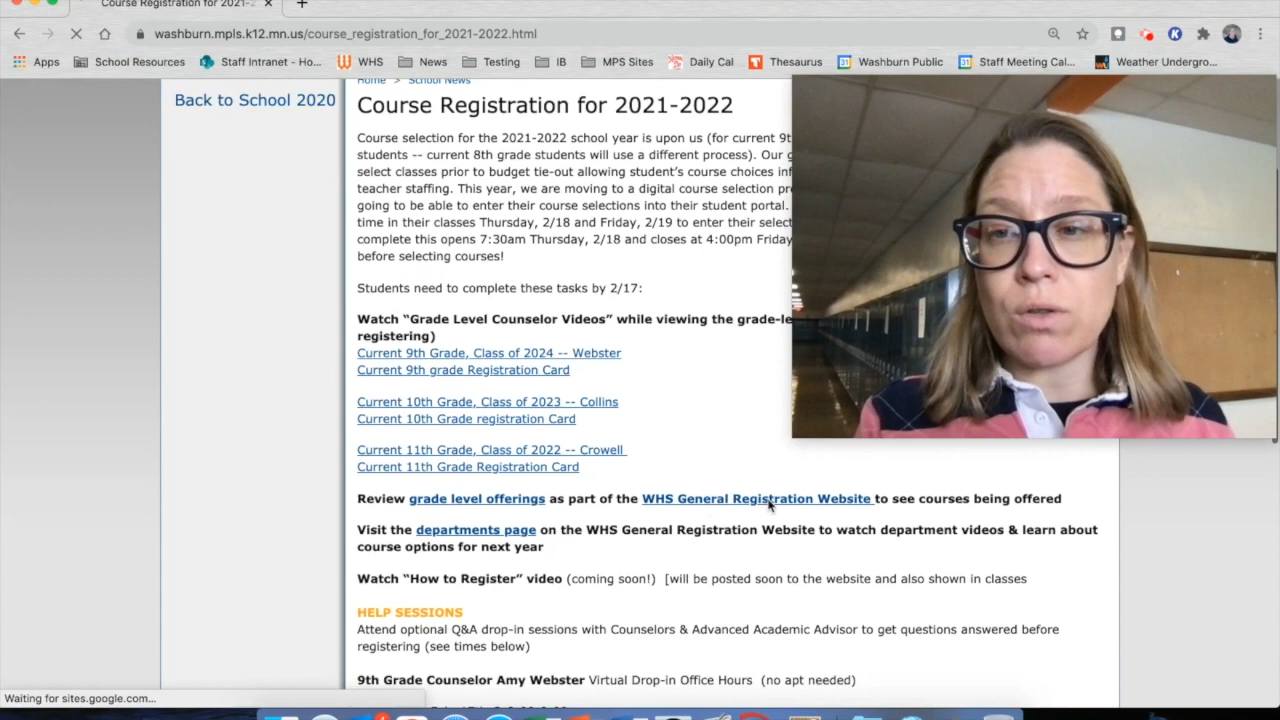 Course Registration for 2021-2
washburn.mpls.k12.mn.us/course_registration_for_2021-2022.html
Apps School Resources Staff Intranet - Ho... WHS News Testing IB MPS Sites Daily Cal Thesaurus Washburn Public Staff Meeting Cal... Weather Undergro...
Home > School News
Back to School 2020
Course Registration for 2021-2022
Course selection for the 2021-2022 school year is upon us (for current 9t
students -- current 8th grade students will use a different process). Our g
select classes prior to budget tie-out allowing student's course choices inf
teacher staffing. This year, we are moving to a digital course selection pr
going to be able to enter their course selections into their student portal.
time in their classes Thursday, 2/18 and Friday, 2/19 to enter their select
complete this opens 7:30am Thursday, 2/18 and closes at 4:00pm Friday
before selecting courses!
Students need to complete these tasks by 2/17:
Watch “Grade Level Counselor Videos” while viewing the grade-le
registering)
Current 9th Grade, Class of 2024 -- Webster
Current 9th grade Registration Card
Current 10th Grade, Class of 2023 -- Collins
Current 10th Grade registration Card
Current 11th Grade, Class of 2022 -- Crowell
Current 11th Grade Registration Card
Review grade level offerings as part of the WHS General Registration Website to see courses being offered
Visit the departments page on the WHS General Registration Website to watch department videos & learn about
course options for next year
Watch “How to Register” video (coming soon!) [will be posted soon to the website and also shown in classes
HELP SESSIONS
Attend optional Q&A drop-in sessions with Counselors & Advanced Academic Advisor to get questions answered before
registering (see times below)
9th Grade Counselor Amy Webster Virtual Drop-in Office Hours (no apt needed)
Waiting for sites.google.com...